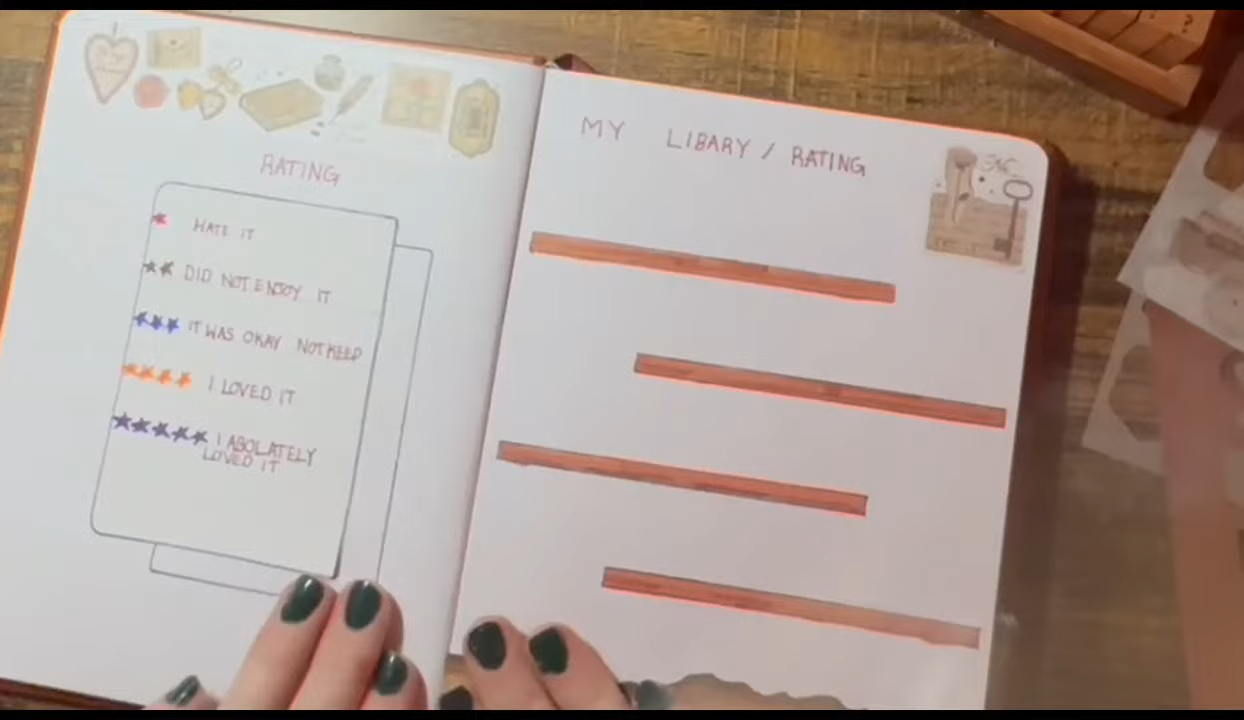 RATING
HATE IT
DID NOT ENJOY IT
IT WAS OKAY NOT KEEP
I LOVED IT
I ABOLATELY
LOVED IT
MY LIBARY / RATING